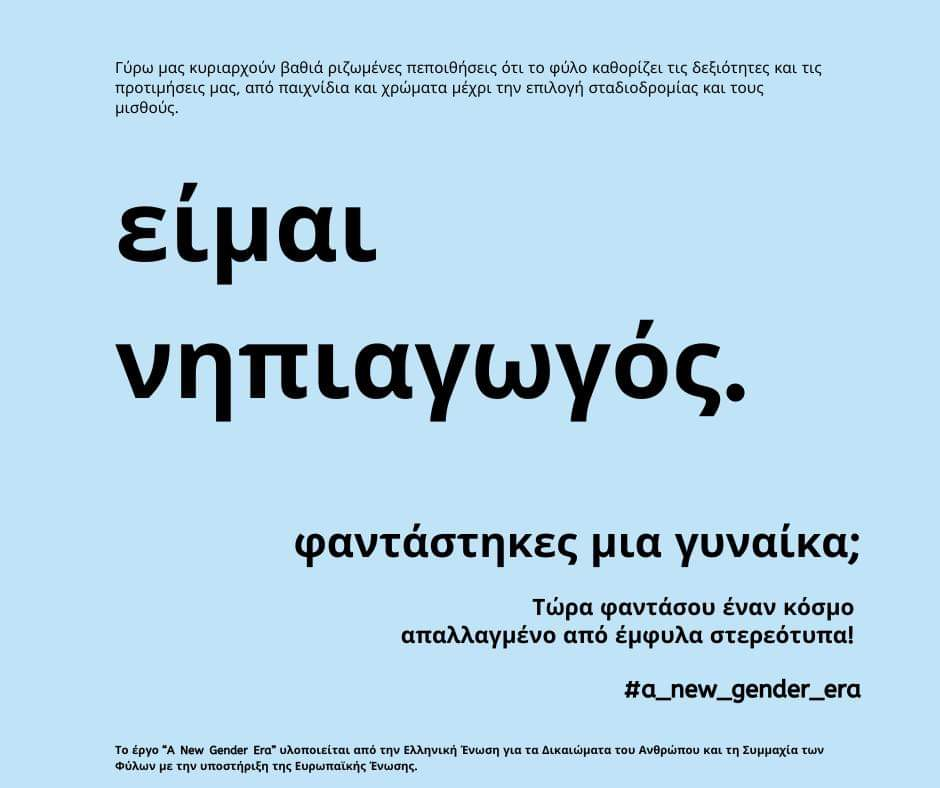 Γύρω μας κυριαρχούν βαθιά ριζωμένες πεποιθήσεις ότι το φύλο καθορίζει τις δεξιότητες και τις
προτιμήσεις μας, από παιχνίδια και χρώματα μέχρι την επιλογή σταδιοδρομίας και τους
μισθούς.
είμαι
νηπιαγωγός.
φαντάστηκες μια γυναίκα;
Τώρα φαντάσου έναν κόσμο
απαλλαγμένο από έμφυλα στερεότυπα!
#a_new_gender_era
Το έργο “A New Gender Era” υλοποιείται από την Ελληνική Ένωση για τα Δικαιώματα του Ανθρώπου και τη Συμμαχία των
Φύλων με την υποστήριξη της Ευρωπαϊκής Ένωσης.